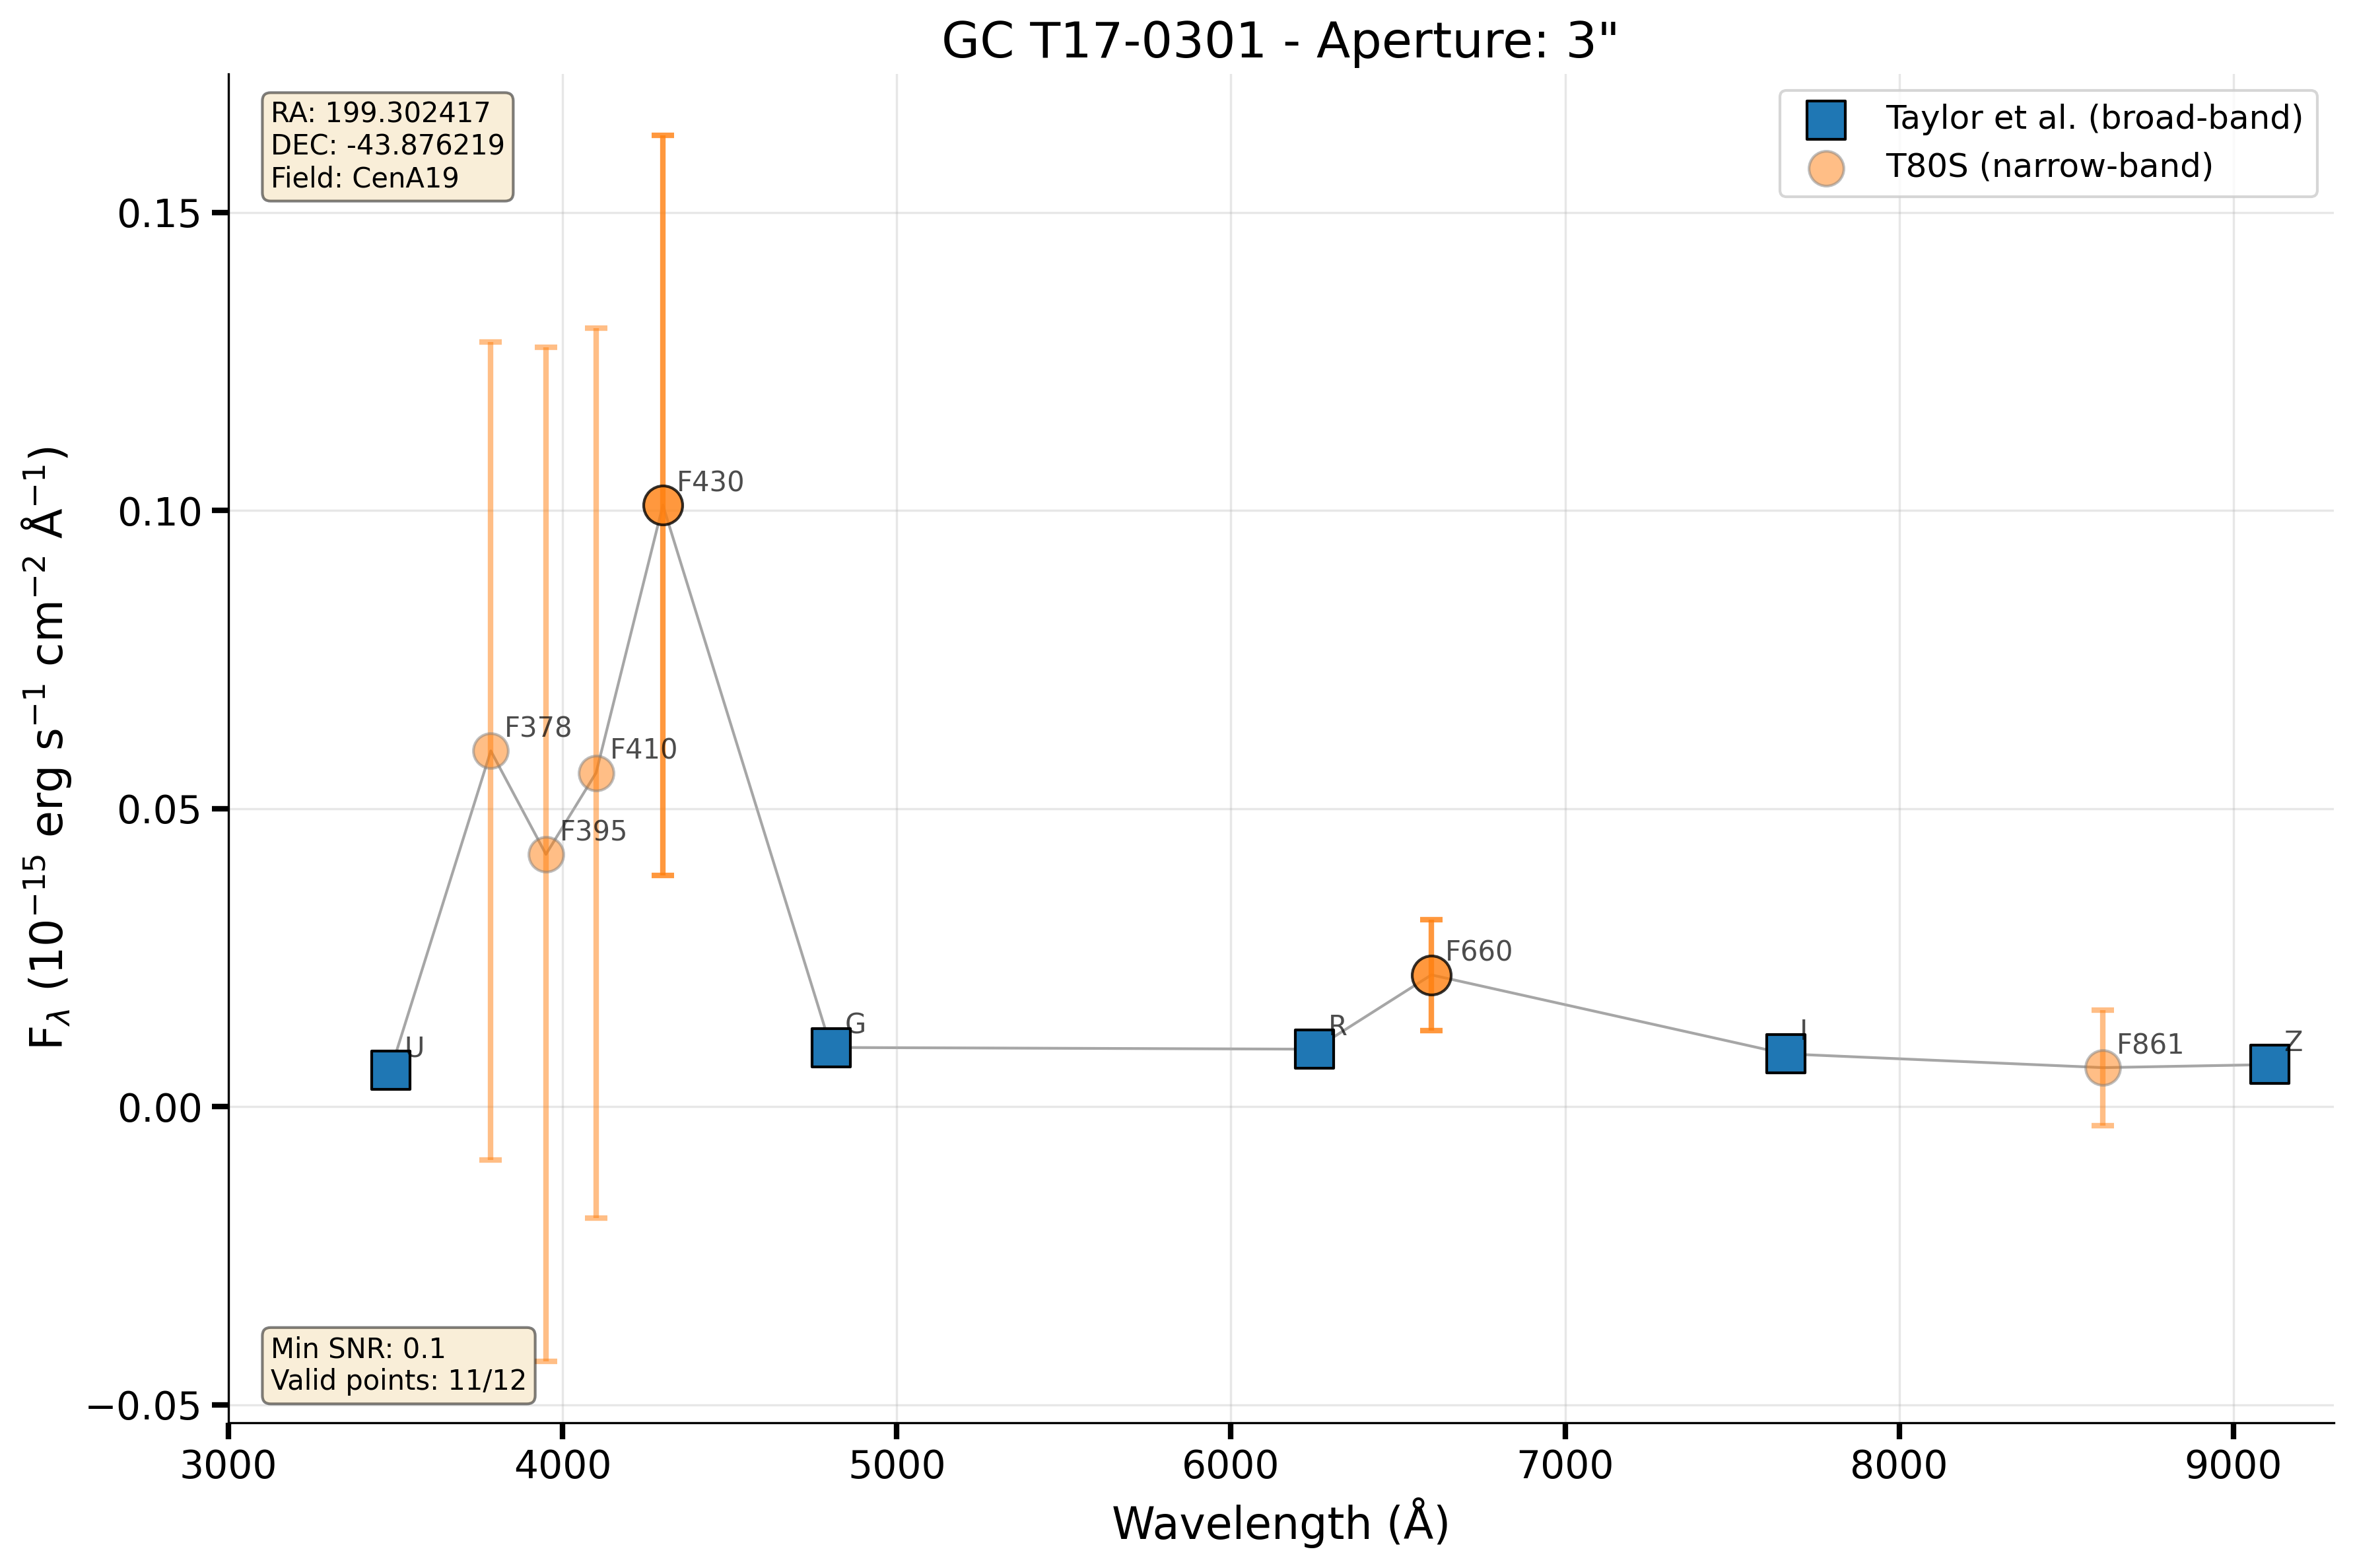 GC T17-0301 - Aperture: 3"
RA: 199.302417
DEC: -43.876219
Field: CenA19
Taylor et al. (broad-band)
T80S (narrow-band)
0.15
0.10
0.05
0.00
−0.05
F_λ (10⁻¹⁵ erg s⁻¹ cm⁻² Å⁻¹)
F430
F378
F410
F395
F660
G
R
I
U
F861
Z
Min SNR: 0.1
Valid points: 11/12
3000 4000 5000 6000 7000 8000 9000
Wavelength (Å)